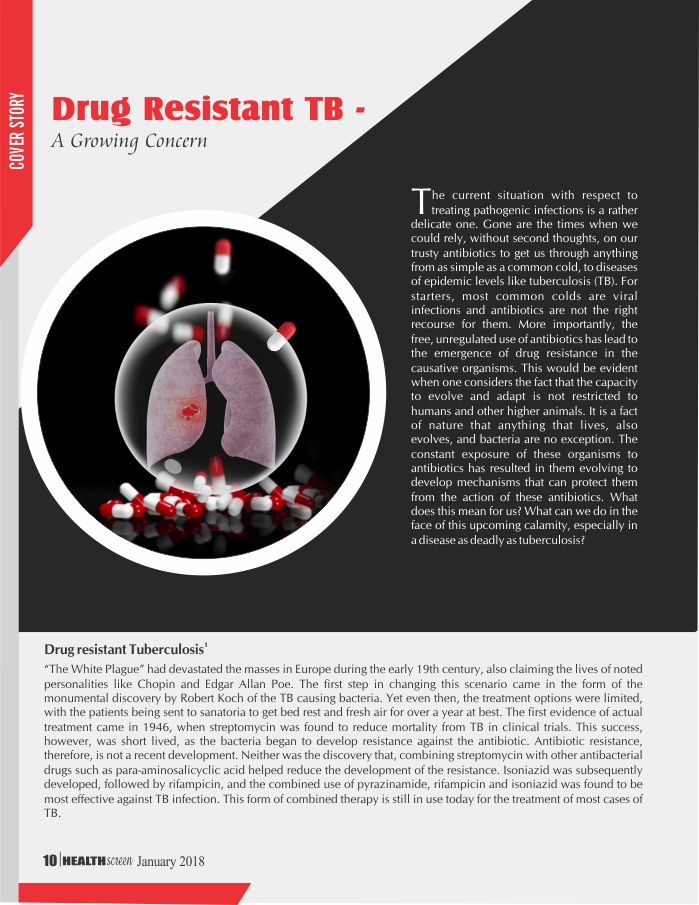 COVER STORY
Drug Resistant TB -
A Growing Concern
The current situation with respect to
treating pathogenic infections is a rather
delicate one. Gone are the times when we
could rely, without second thoughts, on our
trusty antibiotics to get us through anything
from as simple as a common cold, to diseases
of epidemic levels like tuberculosis (TB). For
starters, most common colds are viral
infections and antibiotics are not the right
recourse for them. More importantly, the
free, unregulated use of antibiotics has lead to
the emergence of drug resistance in the
causative organisms. This would be evident
when one considers the fact that the capacity
to evolve and adapt is not restricted to
humans and other higher animals. It is a fact
of nature that anything that lives, also
evolves, and bacteria are no exception. The
constant exposure of these organisms to
antibiotics has resulted in them evolving to
develop mechanisms that can protect them
from the action of these antibiotics. What
does this mean for us? What can we do in the
face of this upcoming calamity, especially in
a disease as deadly as tuberculosis?
Drug resistant Tuberculosis¹
“The White Plague” had devastated the masses in Europe during the early 19th century, also claiming the lives of noted
personalities like Chopin and Edgar Allan Poe. The first step in changing this scenario came in the form of the
monumental discovery by Robert Koch of the TB causing bacteria. Yet even then, the treatment options were limited,
with the patients being sent to sanatoria to get bed rest and fresh air for over a year at best. The first evidence of actual
treatment came in 1946, when streptomycin was found to reduce mortality from TB in clinical trials. This success,
however, was short lived, as the bacteria began to develop resistance against the antibiotic. Antibiotic resistance,
therefore, is not a recent development. Neither was the discovery that, combining streptomycin with other antibacterial
drugs such as para-aminosalicyclic acid helped reduce the development of the resistance. Isoniazid was subsequently
developed, followed by rifampicin, and the combined use of pyrazinamide, rifampicin and isoniazid was found to be
most effective against TB infection. This form of combined therapy is still in use today for the treatment of most cases of
TB.
10 | HEALTHscreen January 2018